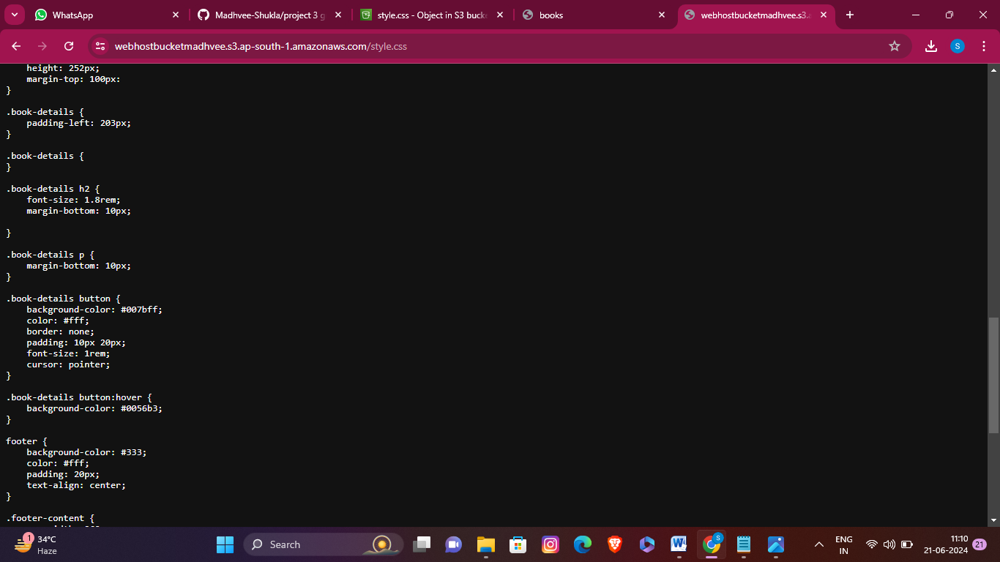 WhatsApp
Madhvee-Shukla/project 3 g
style.css - Object in S3 bucke
books
webhostbucketmadhvee.s3.a
webhostbucketmadhvee.s3.ap-south-1.amazonaws.com/style.css
S
height: 252px;
margin-top: 100px:
}
.book-details {
padding-left: 203px;
}
.book-details {
}
.book-details h2 {
font-size: 1.8rem;
margin-bottom: 10px;
}
.book-details p {
margin-bottom: 10px;
}
.book-details button {
background-color: #007bff;
color: #fff;
border: none;
padding: 10px 20px;
font-size: 1rem;
cursor: pointer;
}
.book-details button:hover {
background-color: #0056b3;
}
footer {
background-color: #333;
color: #fff;
padding: 20px;
text-align: center;
}
.footer-content {
1
34°C
Haze
Search
S
ENG
IN
11:10
21-06-2024
21